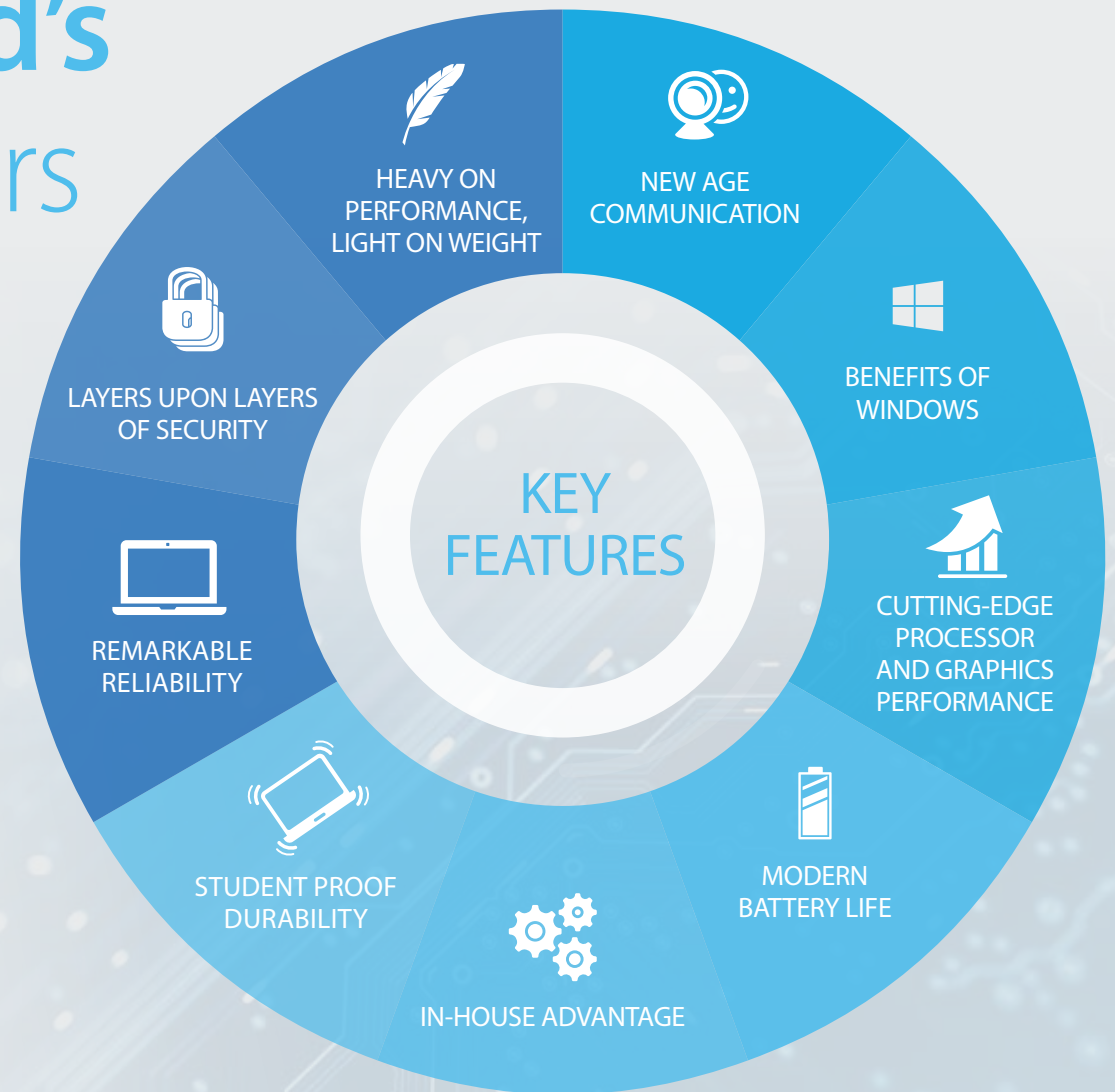 d's
rs
HEAVY ON
PERFORMANCE,
LIGHT ON WEIGHT
NEW AGE
COMMUNICATION
BENEFITS OF
WINDOWS
CUTTING-EDGE
PROCESSOR
AND GRAPHICS
PERFORMANCE
MODERN
BATTERY LIFE
IN-HOUSE ADVANTAGE
STUDENT PROOF
DURABILITY
REMARKABLE
RELIABILITY
LAYERS UPON LAYERS
OF SECURITY
KEY
FEATURES